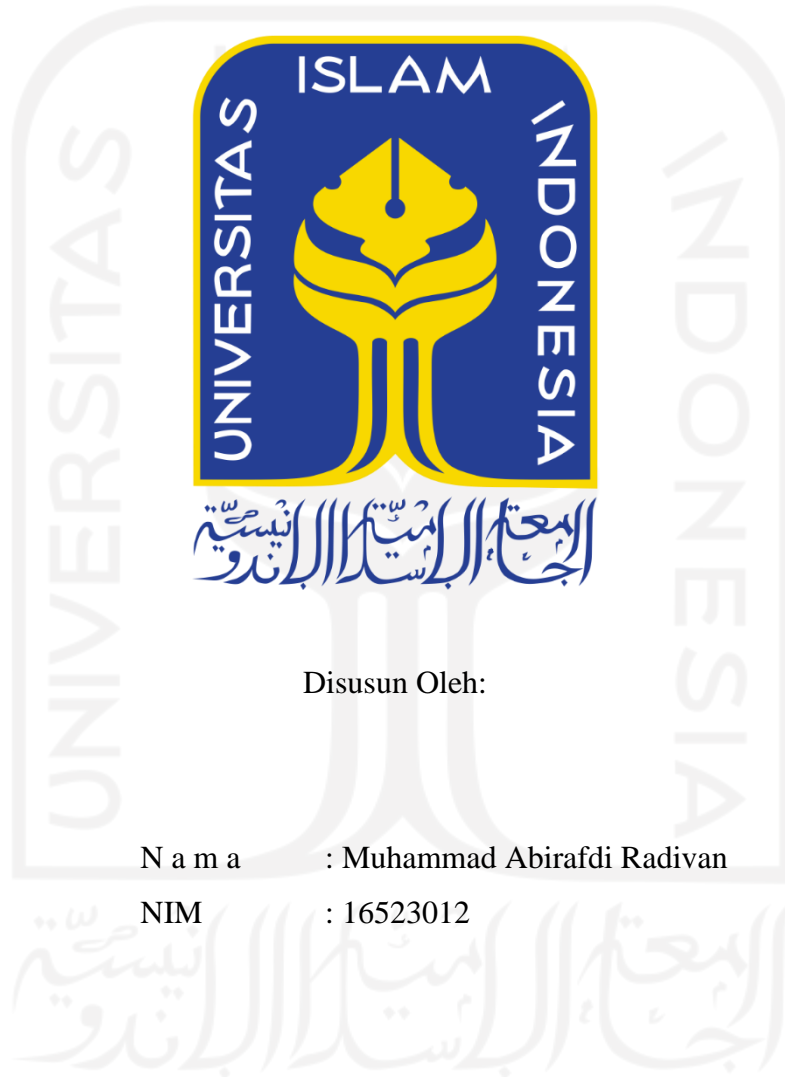 UNIVERSITAS ISLAM INDONESIA
الجامعة الإسلامية الإندونيسية
Disusun Oleh:
N a m a : Muhammad Abirafdi Radivan
NIM : 16523012